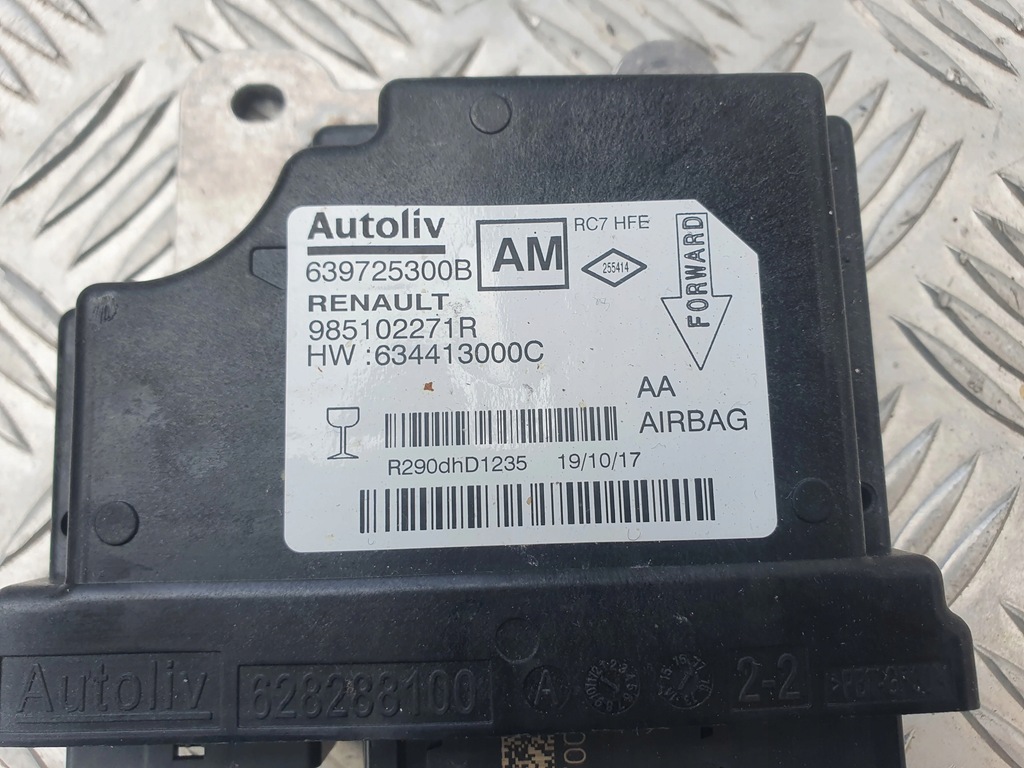 Autoliv
AM
RC7 HFE
639725300B
255414
FORWARD
RENAULT
985102271R
HW :634413000C
AA
AIRBAG
R290dhD1235 19/10/17
Autoliv 628288100 A 2-2